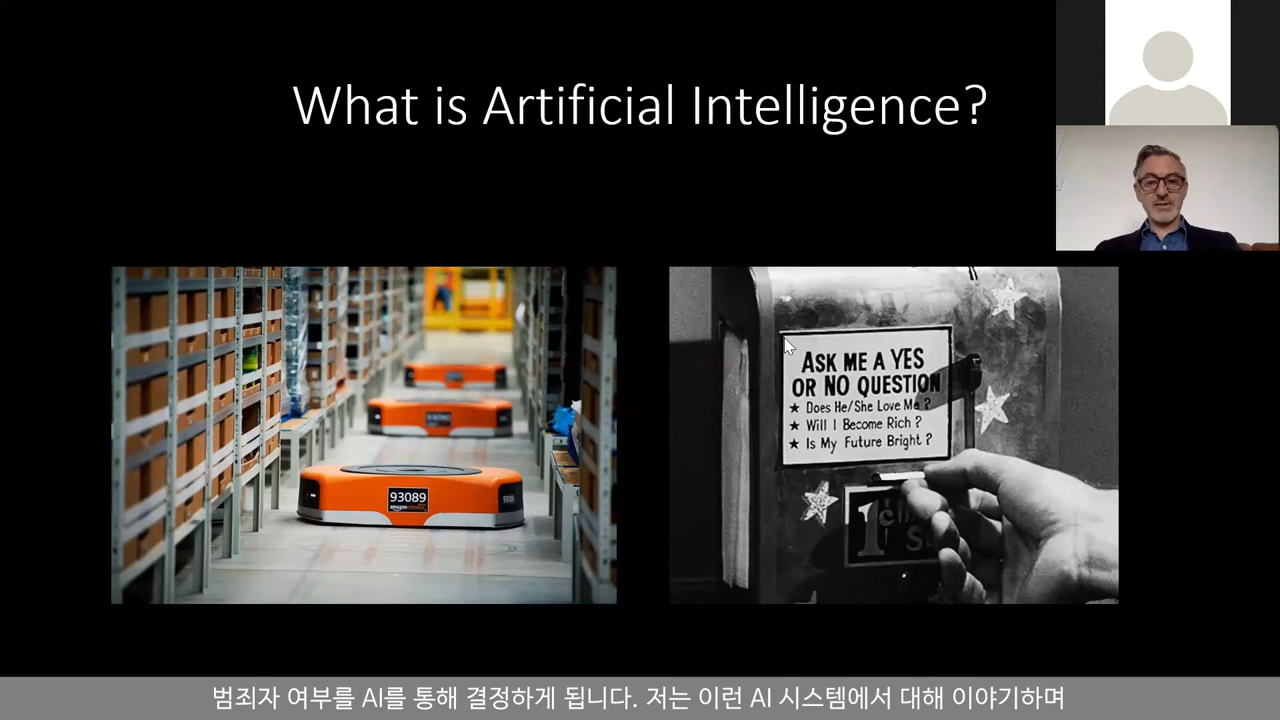 What is Artificial Intelligence?
93089
amazon robotics
ASK ME A YES
OR NO QUESTION
★ Does He/She Love Me ?
★ Will I Become Rich ?
★ Is My Future Bright ?
1
범죄자 여부를 AI를 통해 결정하게 됩니다. 저는 이런 AI 시스템에서 대해 이야기하며